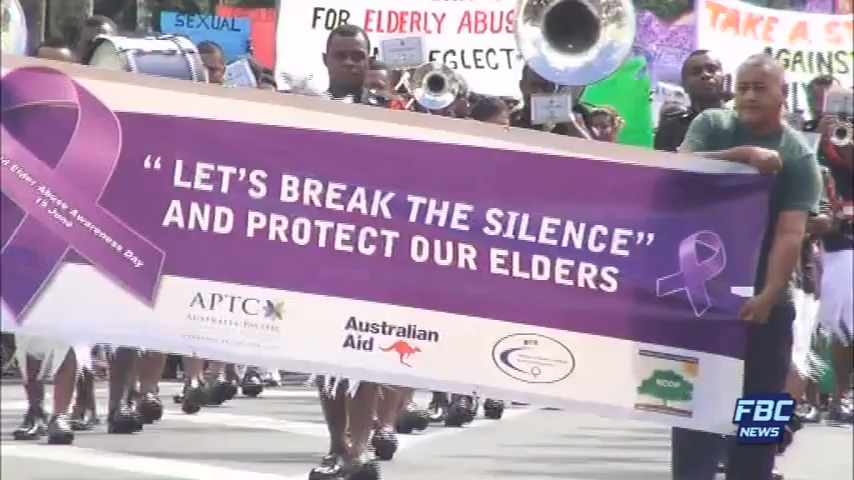 SEXUAL
FOR ELDERLY ABUS
EGLECT
TAKE A S
AGAINS
“ LET'S BREAK THE SILENCE”
AND PROTECT OUR ELDERS
Elder Abuse Awareness Day
15 June
APTC
AUSTRALIA-PACIFIC
Australian
Aid
NCOP
FBC
NEWS